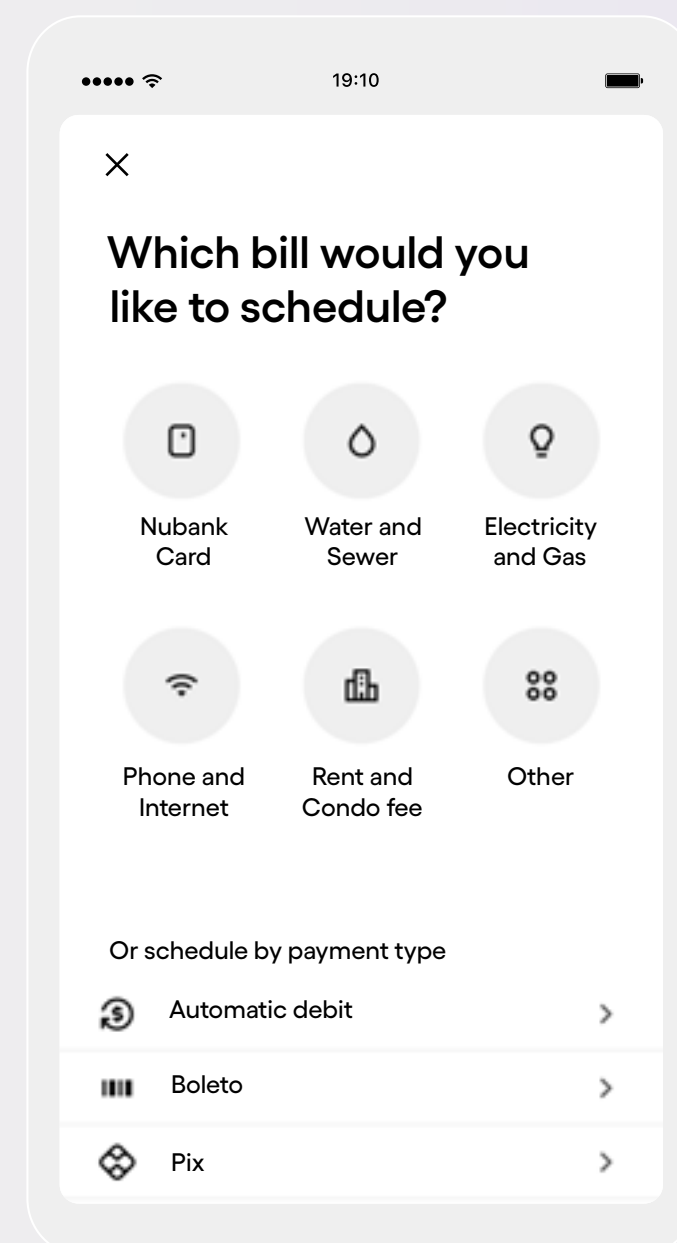 19:10
Which bill would you
like to schedule?
Nubank
Card
Water and
Sewer
Electricity
and Gas
Phone and
Internet
Rent and
Condo fee
Other
Or schedule by payment type
Automatic debit
Boleto
Pix